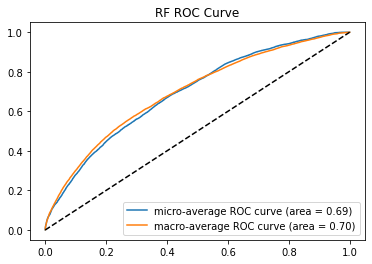 RF ROC Curve
1.0
0.8
0.6
0.4
0.2
0.0
0.0 0.2 0.4 0.6 0.8 1.0
micro-average ROC curve (area = 0.69)
macro-average ROC curve (area = 0.70)